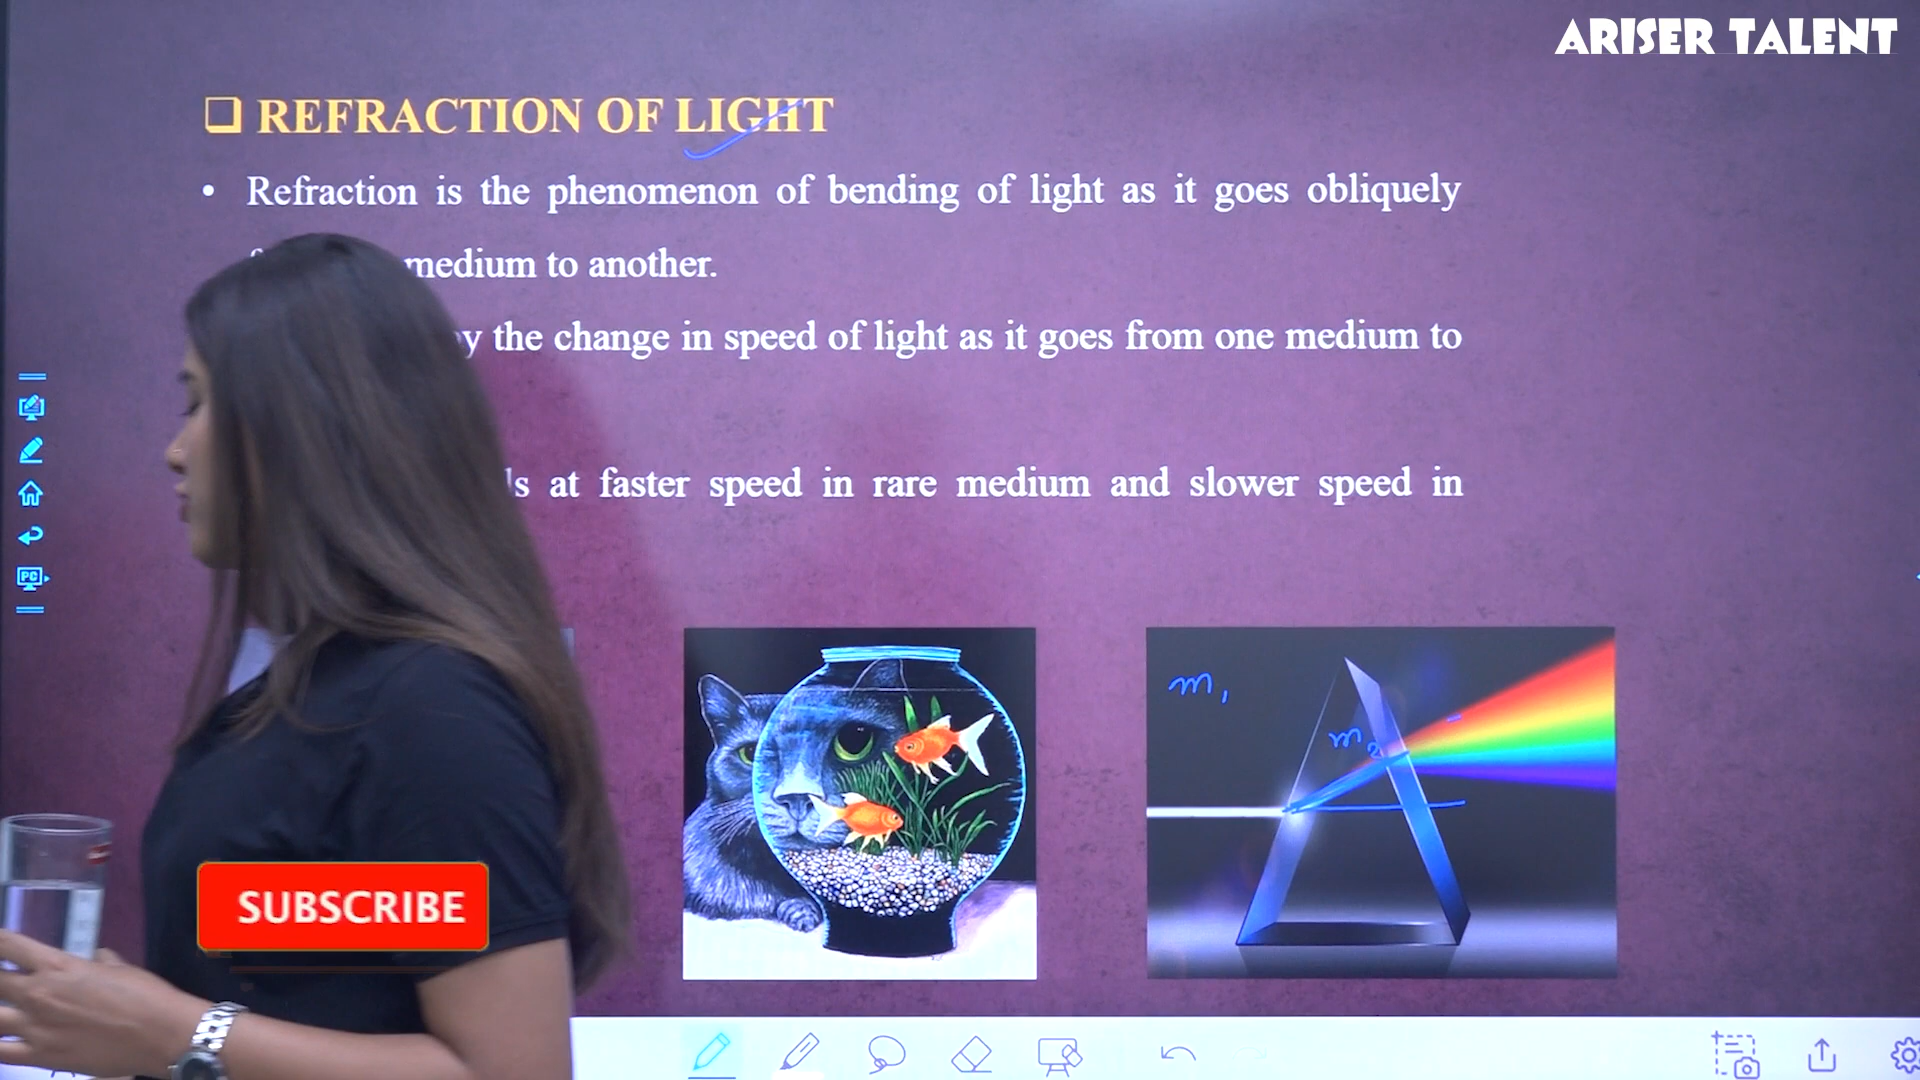 ARISER TALENT
REFRACTION OF LIGHT
• Refraction is the phenomenon of bending of light as it goes obliquely
medium to another.
the change in speed of light as it goes from one medium to
at faster speed in rare medium and slower speed in
m₁
m₂
SUBSCRIBE
PC